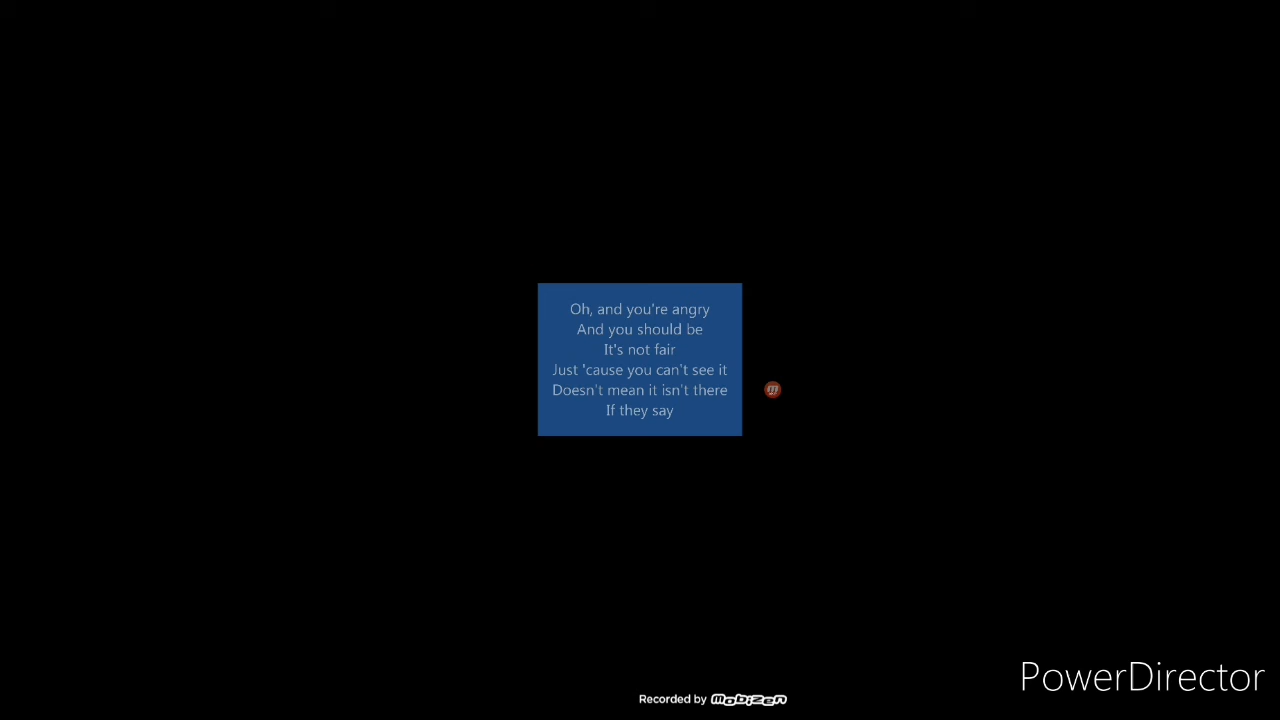 Oh, and you're angry
And you should be
It's not fair
Just 'cause you can't see it
Doesn't mean it isn't there
If they say
Recorded by mobizen
PowerDirector